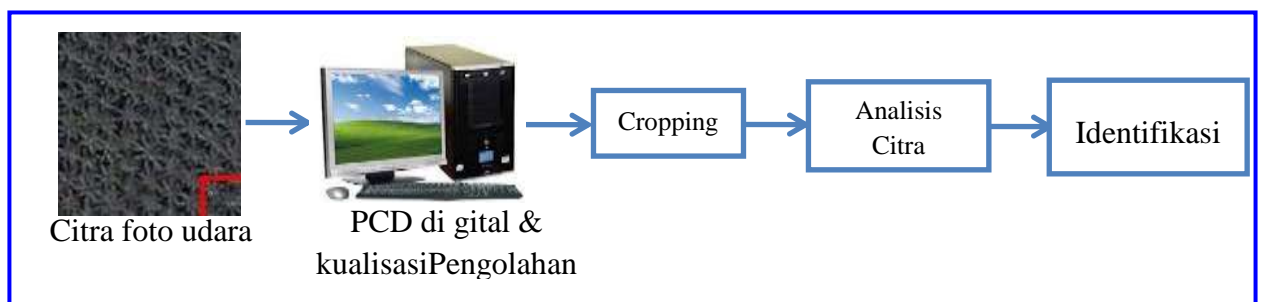 Citra foto udara
PCD di gital &
kualisasiPengolahan
Cropping
Analisis
Citra
Identifikasi